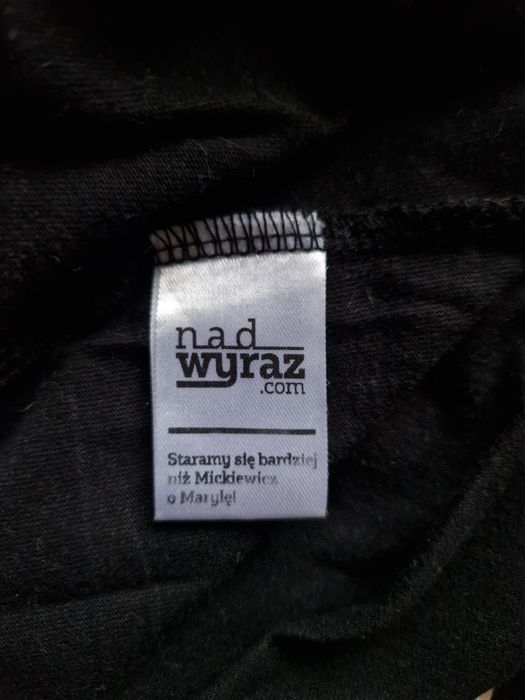 nad
wyraz
.com
Staramy się bardziej
niż Mickiewicz
o Marylę!